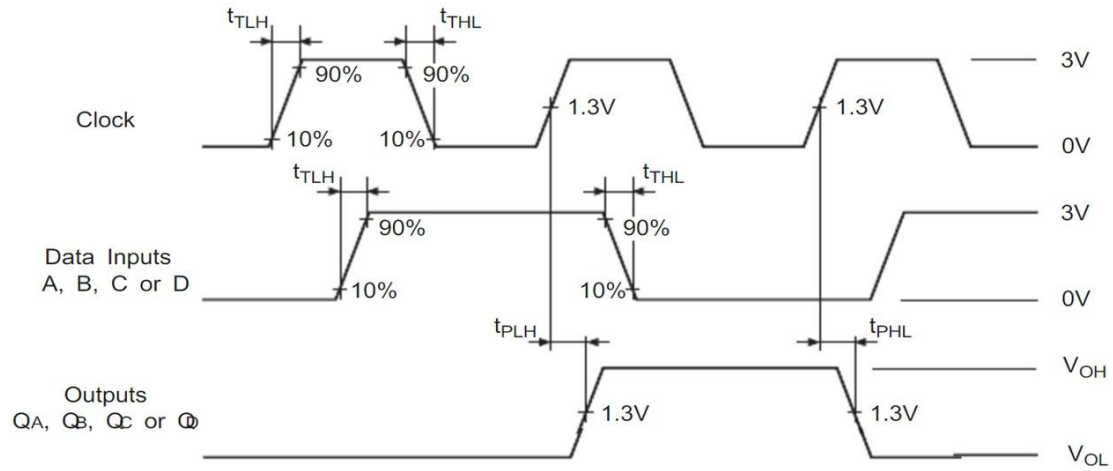 tTLH tTHL
3V
90% 90%
1.3V 1.3V
Clock
10% 10%
0V
tTLH tTHL
3V
90% 90%
Data Inputs
A, B, C or D
10% 10%
0V
tPLH tPHL
VOH
Outputs
QA, QB, QC or QD
1.3V 1.3V
VOL